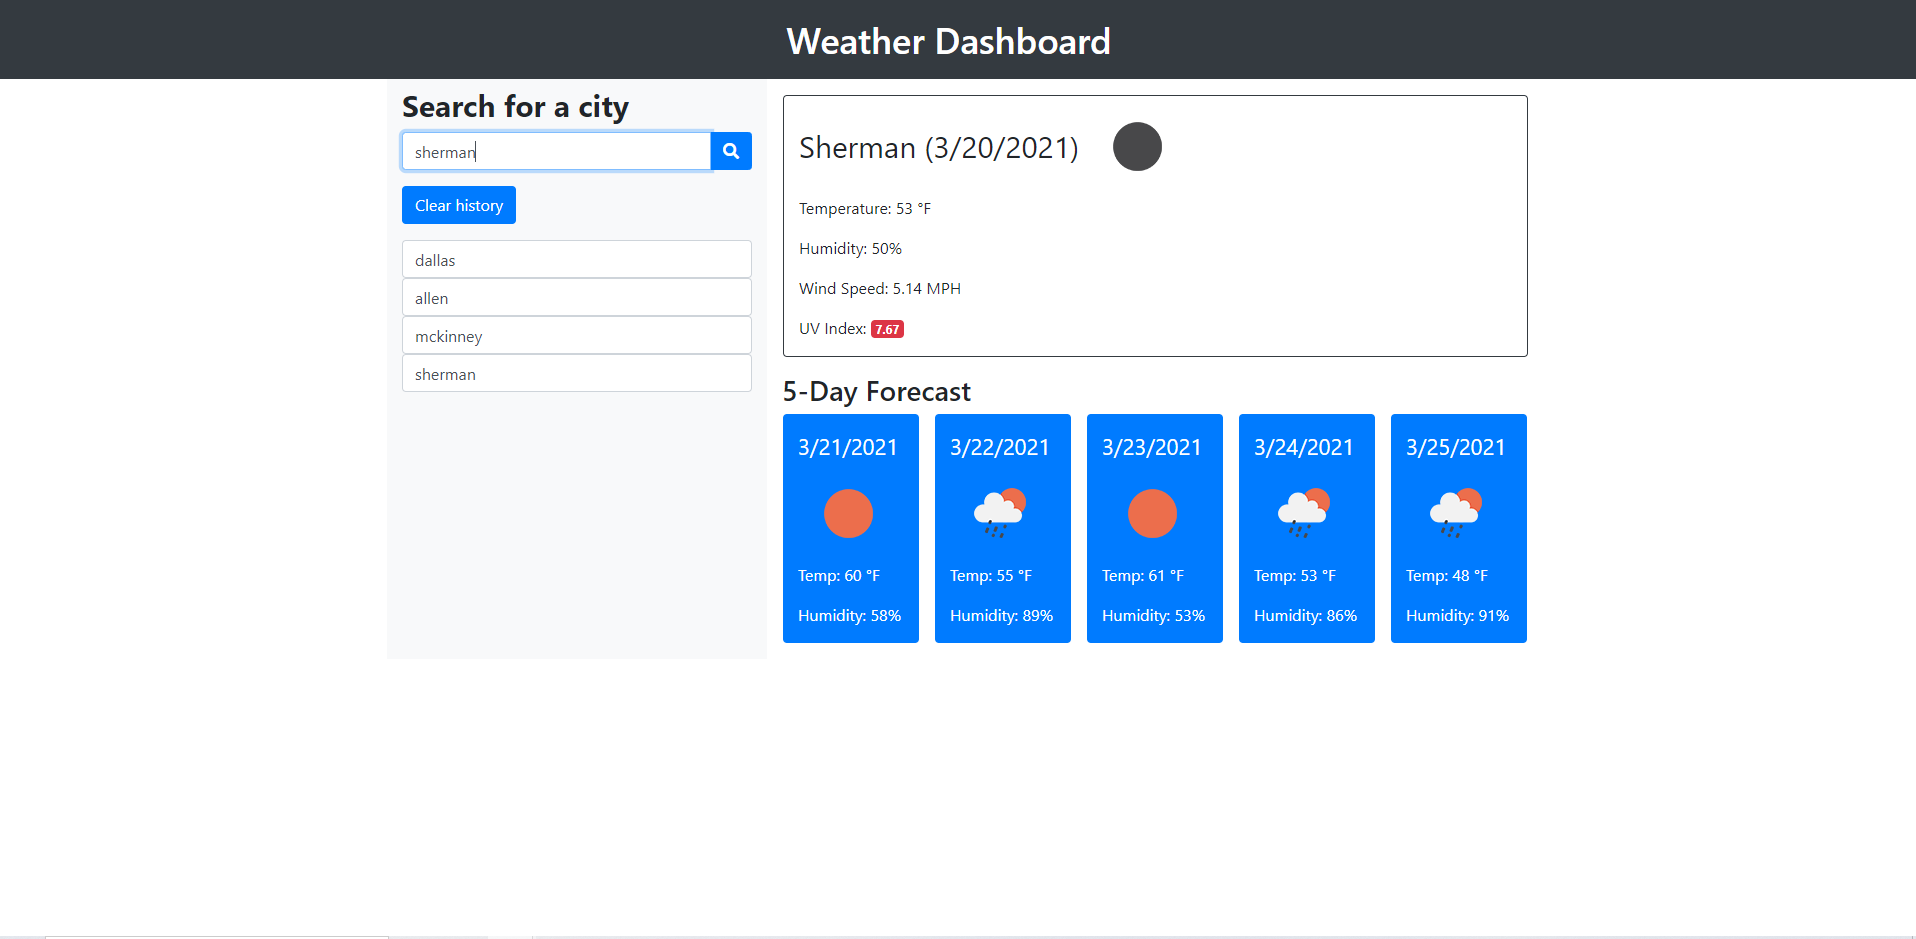 Weather Dashboard
Search for a city
sherman
Clear history
dallas
allen
mckinney
sherman
Sherman (3/20/2021)
Temperature: 53 °F
Humidity: 50%
Wind Speed: 5.14 MPH
UV Index: 7.67
5-Day Forecast
3/21/2021
Temp: 60 °F
Humidity: 58%
3/22/2021
Temp: 55 °F
Humidity: 89%
3/23/2021
Temp: 61 °F
Humidity: 53%
3/24/2021
Temp: 53 °F
Humidity: 86%
3/25/2021
Temp: 48 °F
Humidity: 91%